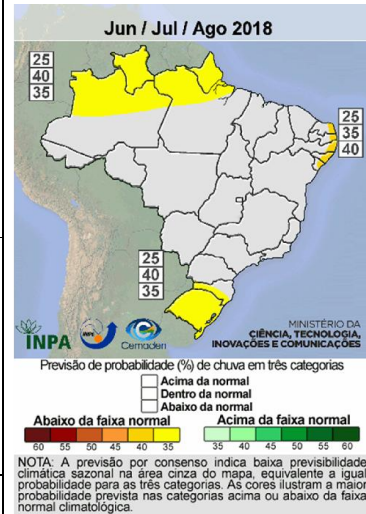 Jun / Jul / Ago 2018
25
40
35
25
35
40
25
40
35
INPA
INPE
Cemaden
MINISTÉRIO DA
CIÊNCIA, TECNOLOGIA,
INOVAÇÕES E COMUNICAÇÕES
Previsão de probabilidade (%) de chuva em três categorias
Acima da normal
Dentro da normal
Abaixo da normal
Abaixo da faixa normal
Acima da faixa normal
60 55 50 45 40 35
35 40 45 50 55 60
NOTA: A previsão por consenso indica baixa previsibilidade
climática sazonal na área cinza do mapa, equivalente a igual
probabilidade para as três categorias. As cores ilustram a maior
probabilidade prevista nas categorias acima ou abaixo da faixa
normal climatológica.